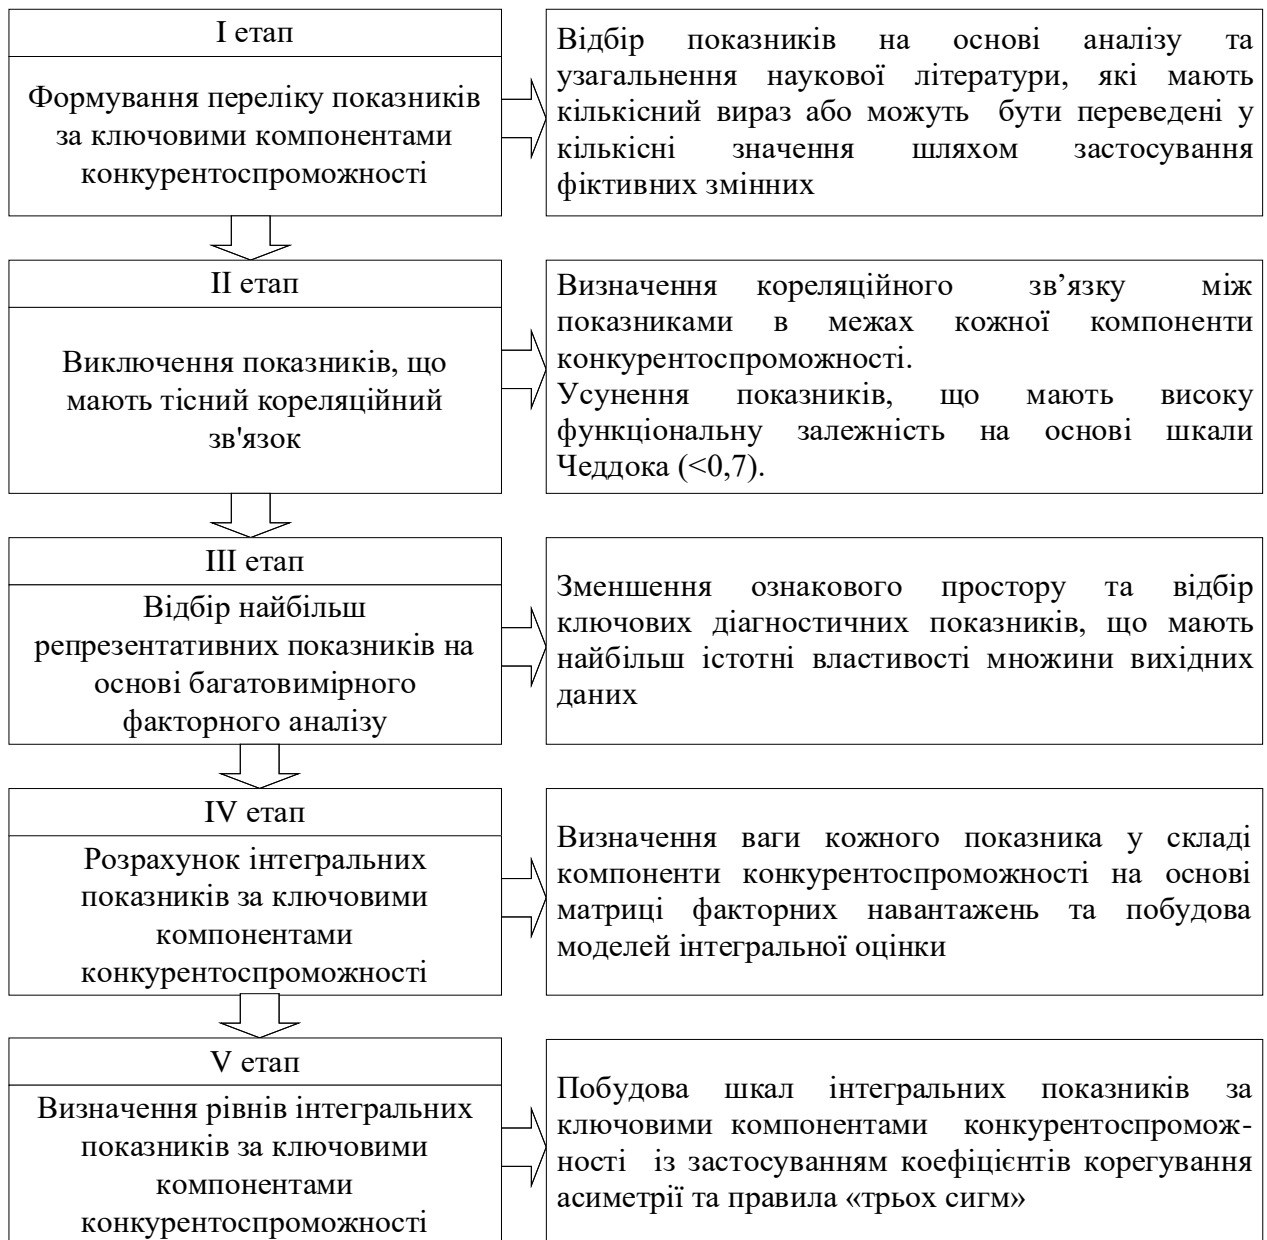 І етап
Формування переліку показників
за ключовими компонентами
конкурентоспроможності
Відбір показників на основі аналізу та
узагальнення наукової літератури, які мають
кількісний вираз або можуть бути переведені у
кількісні значення шляхом застосування
фіктивних змінних
ІІ етап
Виключення показників, що
мають тісний кореляційний
зв'язок
Визначення кореляційного зв’язку між
показниками в межах кожної компоненти
конкурентоспроможності.
Усунення показників, що мають високу
функціональну залежність на основі шкали
Чеддока (<0,7).
ІІІ етап
Відбір найбільш
репрезентативних показників на
основі багатовимірного
факторного аналізу
Зменшення ознакового простору та відбір
ключових діагностичних показників, що мають
найбільш істотні властивості множини вихідних
даних
IV етап
Розрахунок інтегральних
показників за ключовими
компонентами
конкурентоспроможності
Визначення ваги кожного показника у складі
компоненти конкурентоспроможності на основі
матриці факторних навантажень та побудова
моделей інтегральної оцінки
V етап
Визначення рівнів інтегральних
показників за ключовими
компонентами
конкурентоспроможності
Побудова шкал інтегральних показників за
ключовими компонентами конкурентоспромож-
ності із застосуванням коефіцієнтів корегування
асиметрії та правила «трьох сигм»